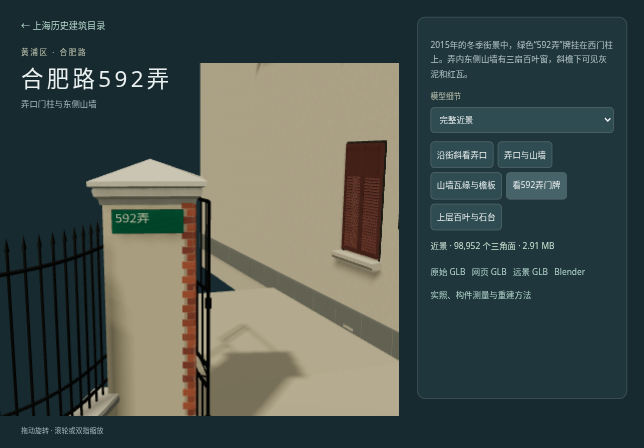 ← 上海历史建筑目录
黄浦区 · 合肥路
合肥路592弄
弄口门柱与东侧山墙
592弄
拖动旋转 · 滚轮或双指缩放
2015年的冬季街景中，绿色“592弄”牌挂在西门柱
上。弄内东侧山墙有三扇百叶窗，斜檐下可见灰
泥和红瓦。
模型细节
完整近景
沿街斜看弄口 弄口与山墙
山墙瓦缘与檐板 看592弄门牌
上层百叶与石台
近景 · 98,952 个三角面 · 2.91 MB
原始 GLB 网页 GLB 远景 GLB Blender
实照、构件测量与重建方法